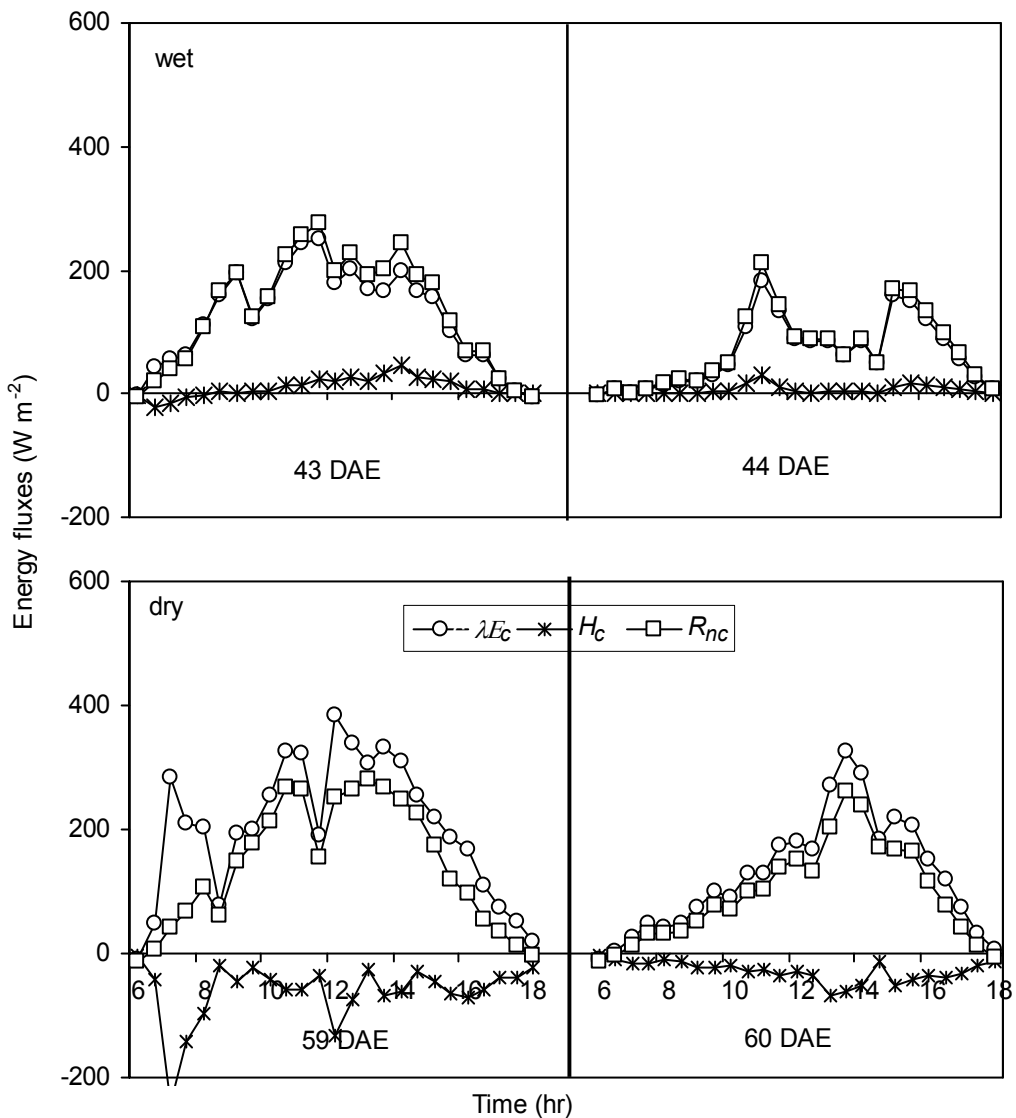 600
wet
400
200
0
-200
43 DAE
44 DAE
Energy fluxes (W m-2)
600
dry
λEc Hc Rnc
400
200
0
-200
6 8 10 12 14 16 18 6 8 10 12 14 16 18
59 DAE
60 DAE
Time (hr)